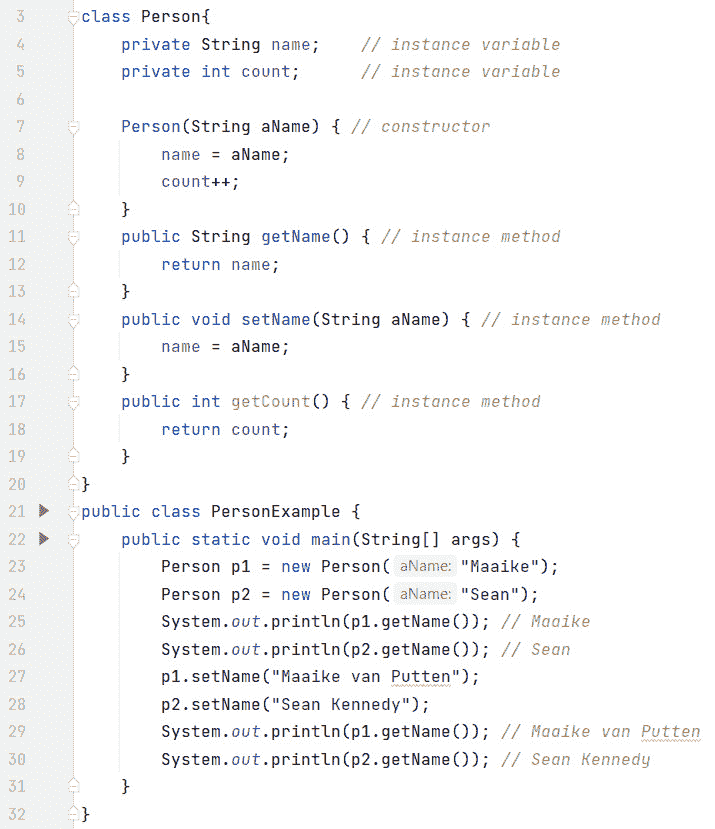 3 class Person{
4     private String name;    // instance variable
5     private int count;      // instance variable
6
7     Person(String aName) { // constructor
8         name = aName;
9         count++;
10     }
11     public String getName() { // instance method
12         return name;
13     }
14     public void setName(String aName) { // instance method
15         name = aName;
16     }
17     public int getCount() { // instance method
18         return count;
19     }
20 }
21 public class PersonExample {
22     public static void main(String[] args) {
23         Person p1 = new Person( aName: "Maaike");
24         Person p2 = new Person( aName: "Sean");
25         System.out.println(p1.getName()); // Maaike
26         System.out.println(p2.getName()); // Sean
27         p1.setName("Maaike van Putten");
28         p2.setName("Sean Kennedy");
29         System.out.println(p1.getName()); // Maaike van Putten
30         System.out.println(p2.getName()); // Sean Kennedy
31     }
32 }